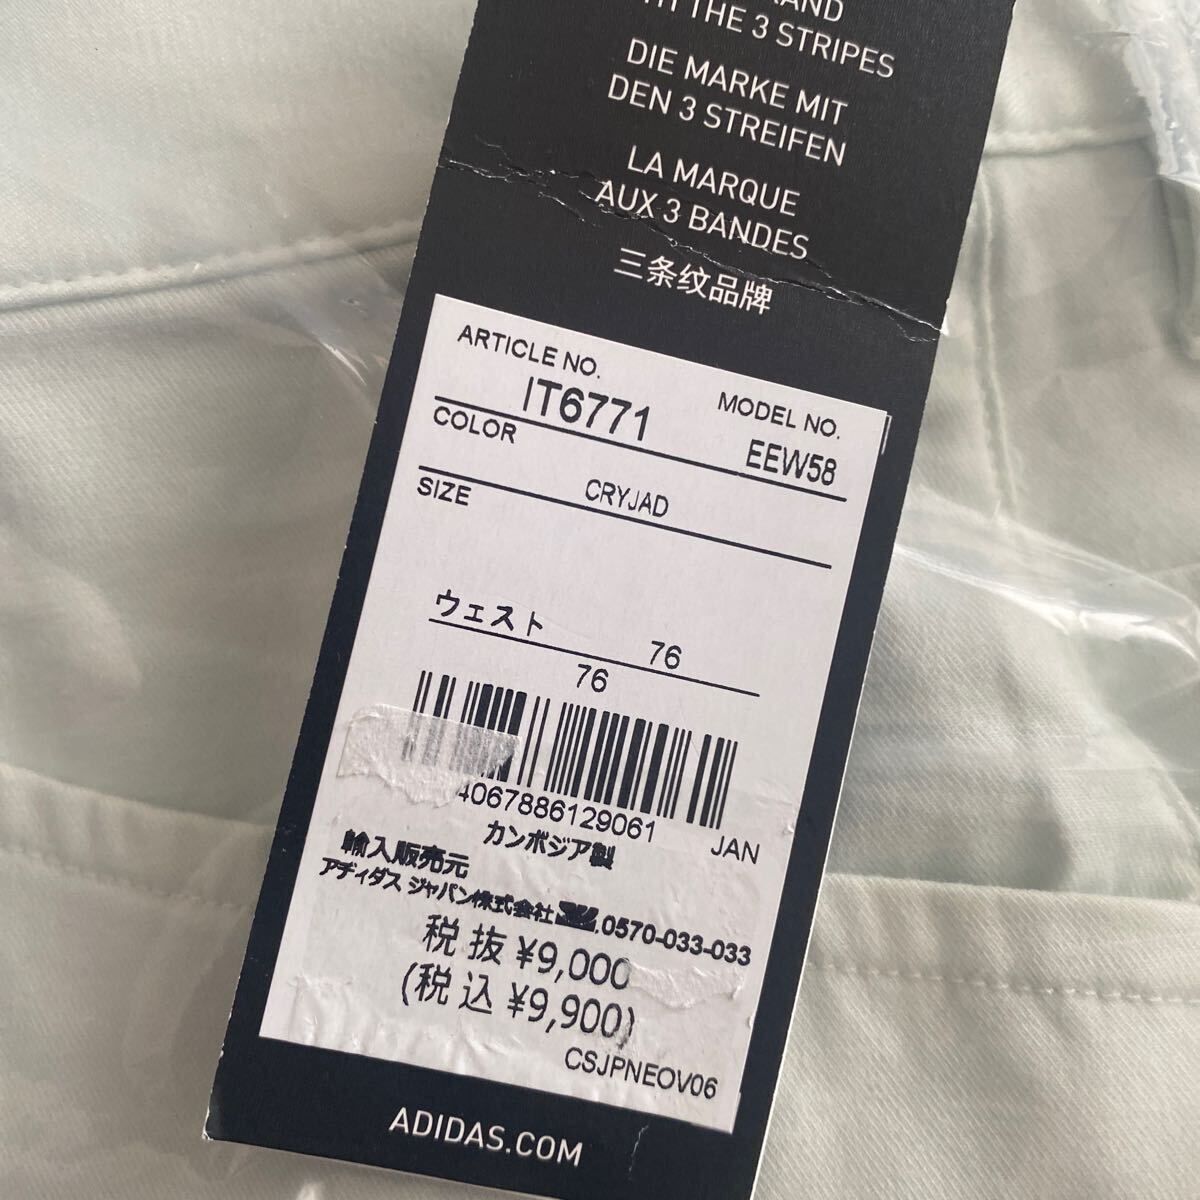 THE 3 STRIPES
DIE MARKE MIT
DEN 3 STREIFEN
LA MARQUE
AUX 3 BANDES
三条纹品牌
ARTICLE NO.
MODEL NO.
IT6771
EEW58
COLOR
CRYJAD
SIZE
ウェスト 76
76
4067886129061
JAN
カンボジア製
輸入販売元
アディダス ジャパン株式会社 0570-033-033
税 抜 ¥9,000
(税 込 ¥9,900)
CSJPNEOV06
ADIDAS.COM